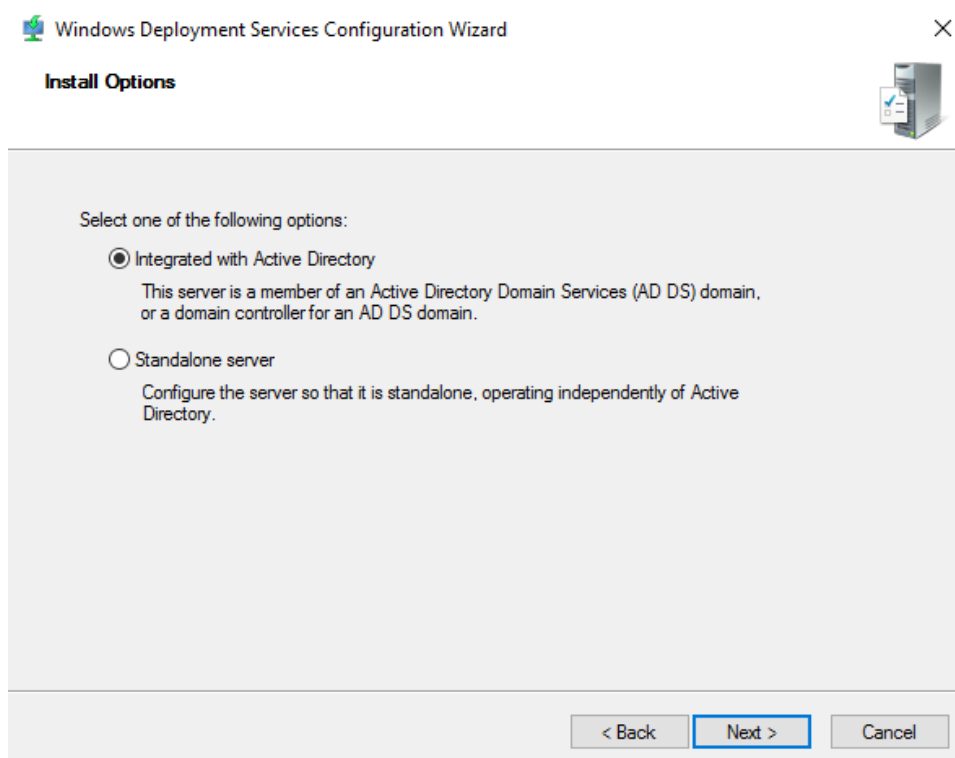 Windows Deployment Services Configuration Wizard
Install Options
Select one of the following options:
Integrated with Active Directory
This server is a member of an Active Directory Domain Services (AD DS) domain,
or a domain controller for an AD DS domain.
Standalone server
Configure the server so that it is standalone, operating independently of Active
Directory.
< Back
Next >
Cancel